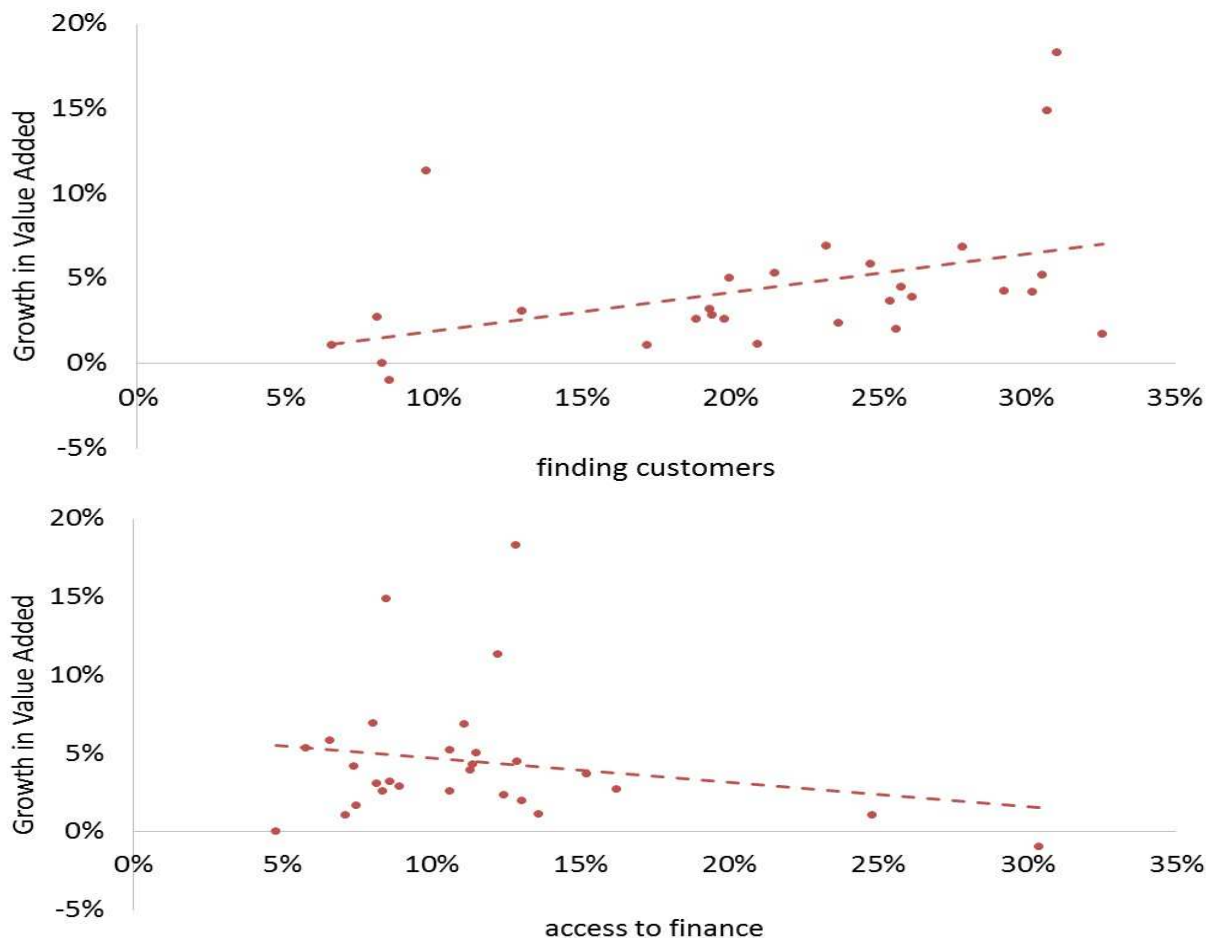 20%
15%
10%
5%
0%
-5%
Growth in Value Added
0% 5% 10% 15% 20% 25% 30% 35%
finding customers
20%
15%
10%
5%
0%
-5%
Growth in Value Added
0% 5% 10% 15% 20% 25% 30% 35%
access to finance